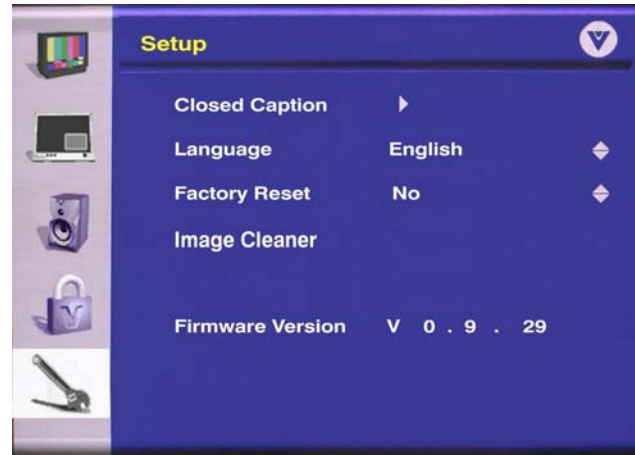 Setup
Closed Caption
Language English
Factory Reset No
Image Cleaner
Firmware Version V 0 . 9 . 29